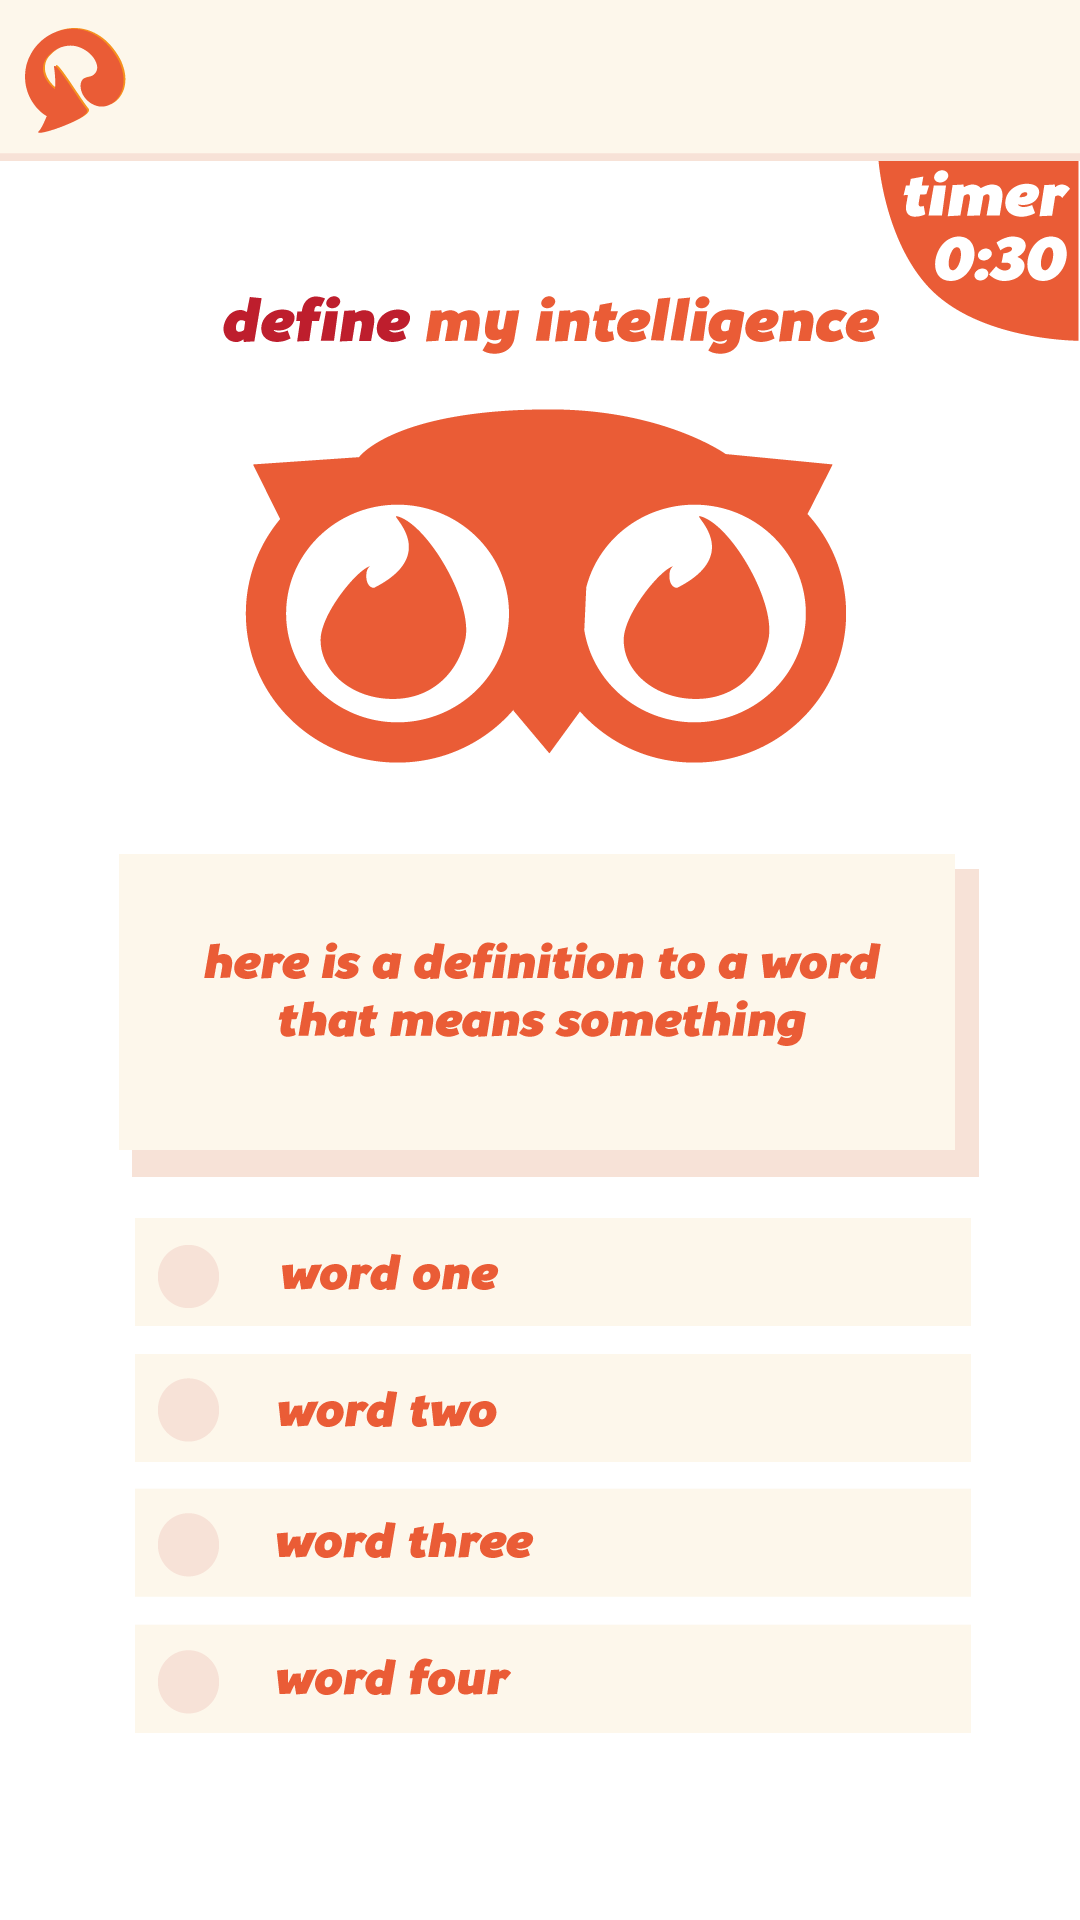 timer
0:30
define my intelligence
here is a definition to a word
that means something
word one
word two
word three
word four